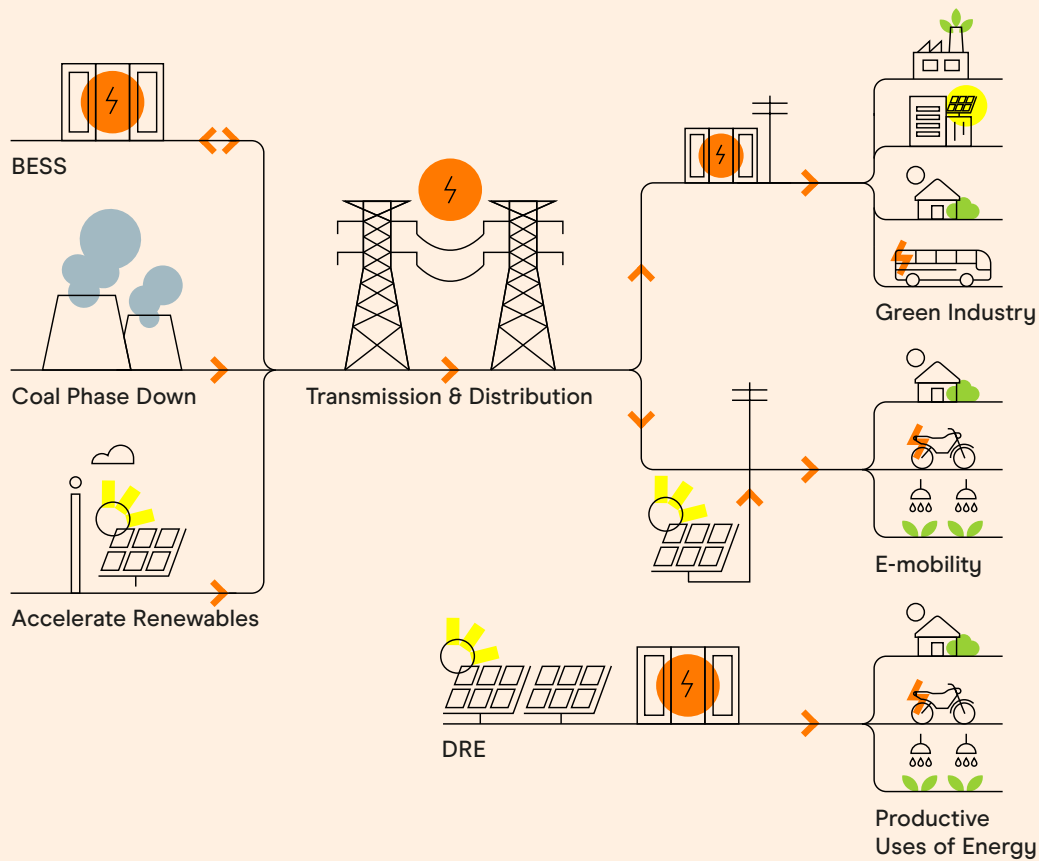 BESS
Coal Phase Down
Accelerate Renewables
Transmission & Distribution
Green Industry
E-mobility
DRE
Productive
Uses of Energy